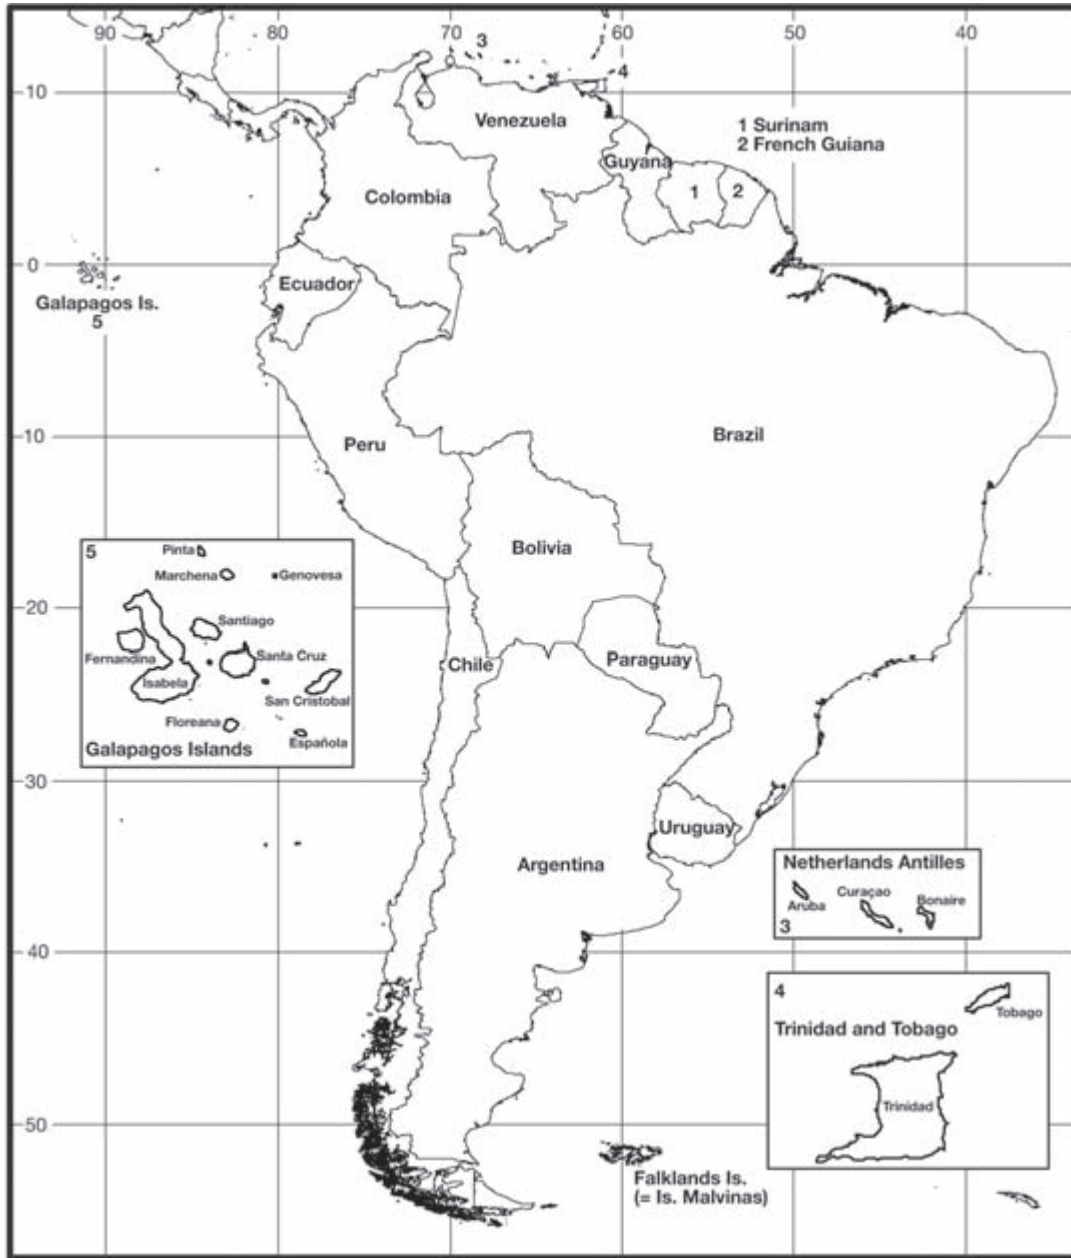 90 80 70 60 50 40
3
4
10
Venezuela
1 Surinam
2 French Guiana
Guyana
Colombia
1
2
0
Ecuador
Galapagos Is.
5
10
Peru
Brazil
Bolivia
5
Pinta
Marchena
Genovesa
Santiago
Fernandina
Santa Cruz
Isabela
San Cristobal
Floreana
Española
Galapagos Islands
20
Chile
Paraguay
30
Uruguay
Argentina
Netherlands Antilles
Aruba
Curaçao
Bonaire
3
40
4
Tobago
Trinidad and Tobago
Trinidad
50
Falklands Is.
(= Is. Malvinas)